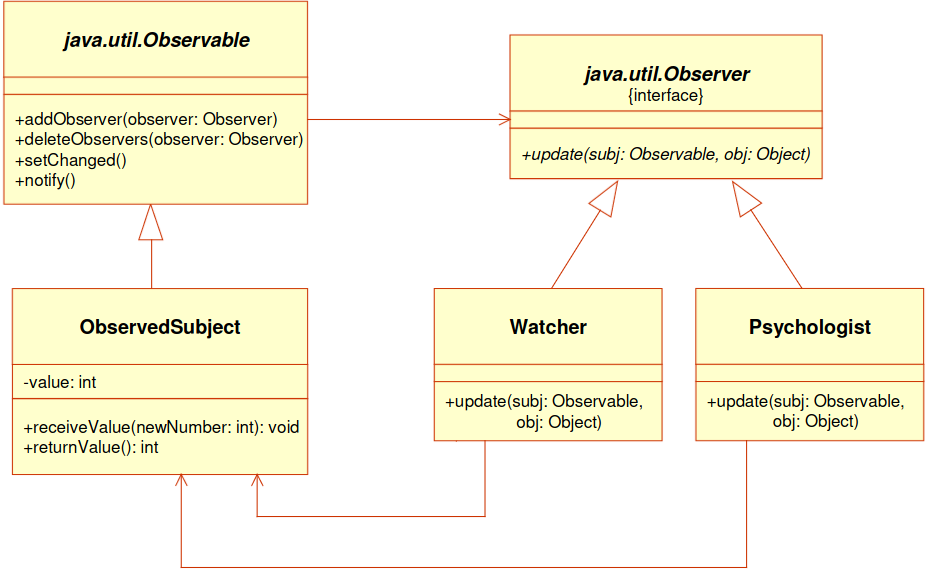 java.util.Observable
+addObserver(observer: Observer)
+deleteObservers(observer: Observer)
+setChanged()
+notify()
java.util.Observer
{interface}
+update(subj: Observable, obj: Object)
ObservedSubject
-value: int
+receiveValue(newNumber: int): void
+returnValue(): int
Watcher
+update(subj: Observable,
obj: Object)
Psychologist
+update(subj: Observable,
obj: Object)